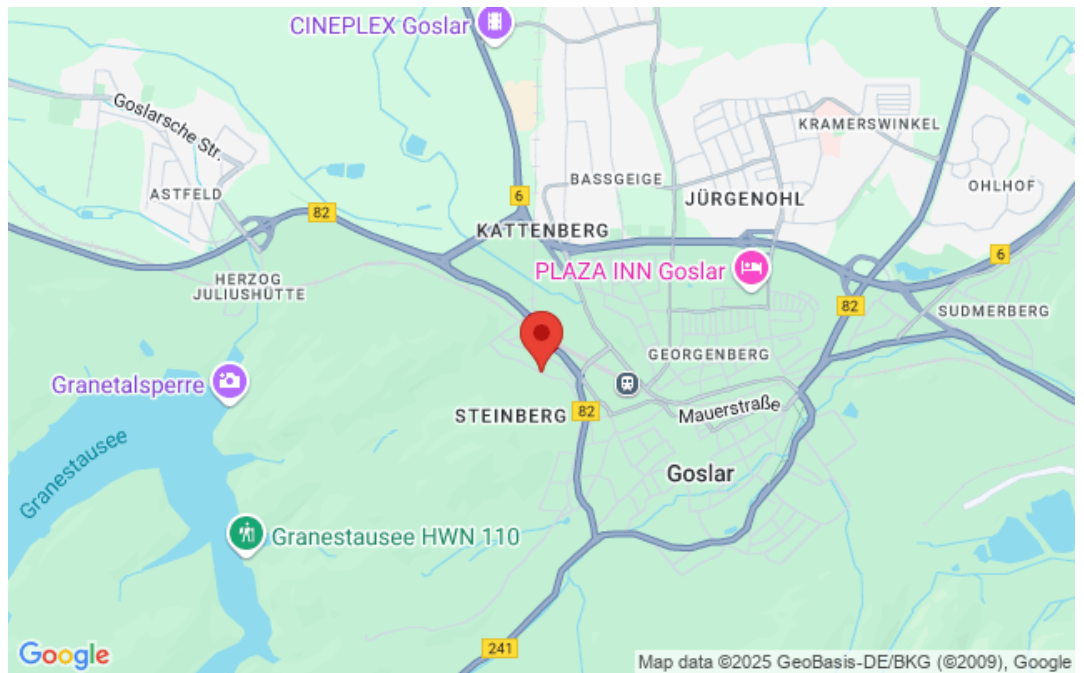 CINEPLEX Goslar
Goslarsche Str.
KRAMERSWINKEL
BASSGEIGE
ASTFELD
OHLHOF
6
JÜRGENOHL
82
KATTENBERG
6
PLAZA INN Goslar
HERZOG
JULIUSHÜTTE
82
SUDMERBERG
GEORGENBERG
Granetalsperre
Mauerstraße
STEINBERG
82
Granestausee
Goslar
Granestausee HWN 110
241
Google
Map data ©2025 GeoBasis-DE/BKG (©2009), Google